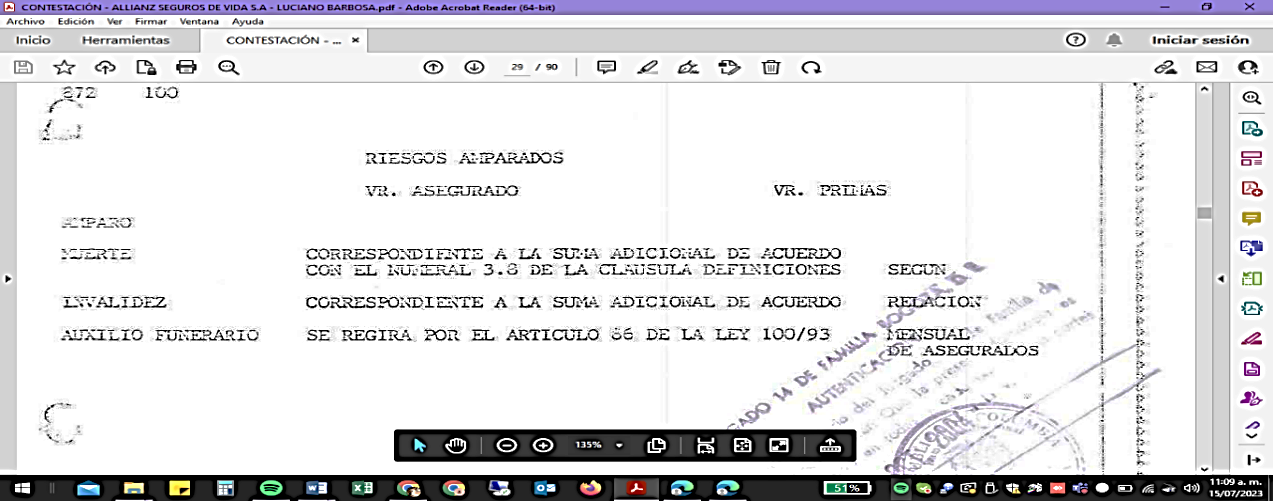 CONTESTACIÓN - ALLIANZ SEGUROS DE VIDA S.A - LUCIANO BARBOSA.pdf - Adobe Acrobat Reader (64-bit)
Archivo Edición Ver Firmar Ventana Ayuda
Inicio Herramientas CONTESTACIÓN - ... × Iniciar sesión
29 / 90
872 100
RIESGOS AMPARADOS
VR. ASEGURADO VR. PRIMAS
AMPARO
MUERTE CORRESPONDIENTE A LA SUMA ADICIONAL DE ACUERDO
CON EL NUMERAL 3.8 DE LA CLAUSULA DEFINICIONES SEGUN
INVALIDEZ CORRESPONDIENTE A LA SUMA ADICIONAL DE ACUERDO RELACION
AUXILIO FUNERARIO SE REGIRA POR EL ARTICULO 86 DE LA LEY 100/93 MENSUAL
DE ASEGURADOS
14 DE FAMILIA BOGOTA
135%
51%
11:09 a. m.
15/07/2023